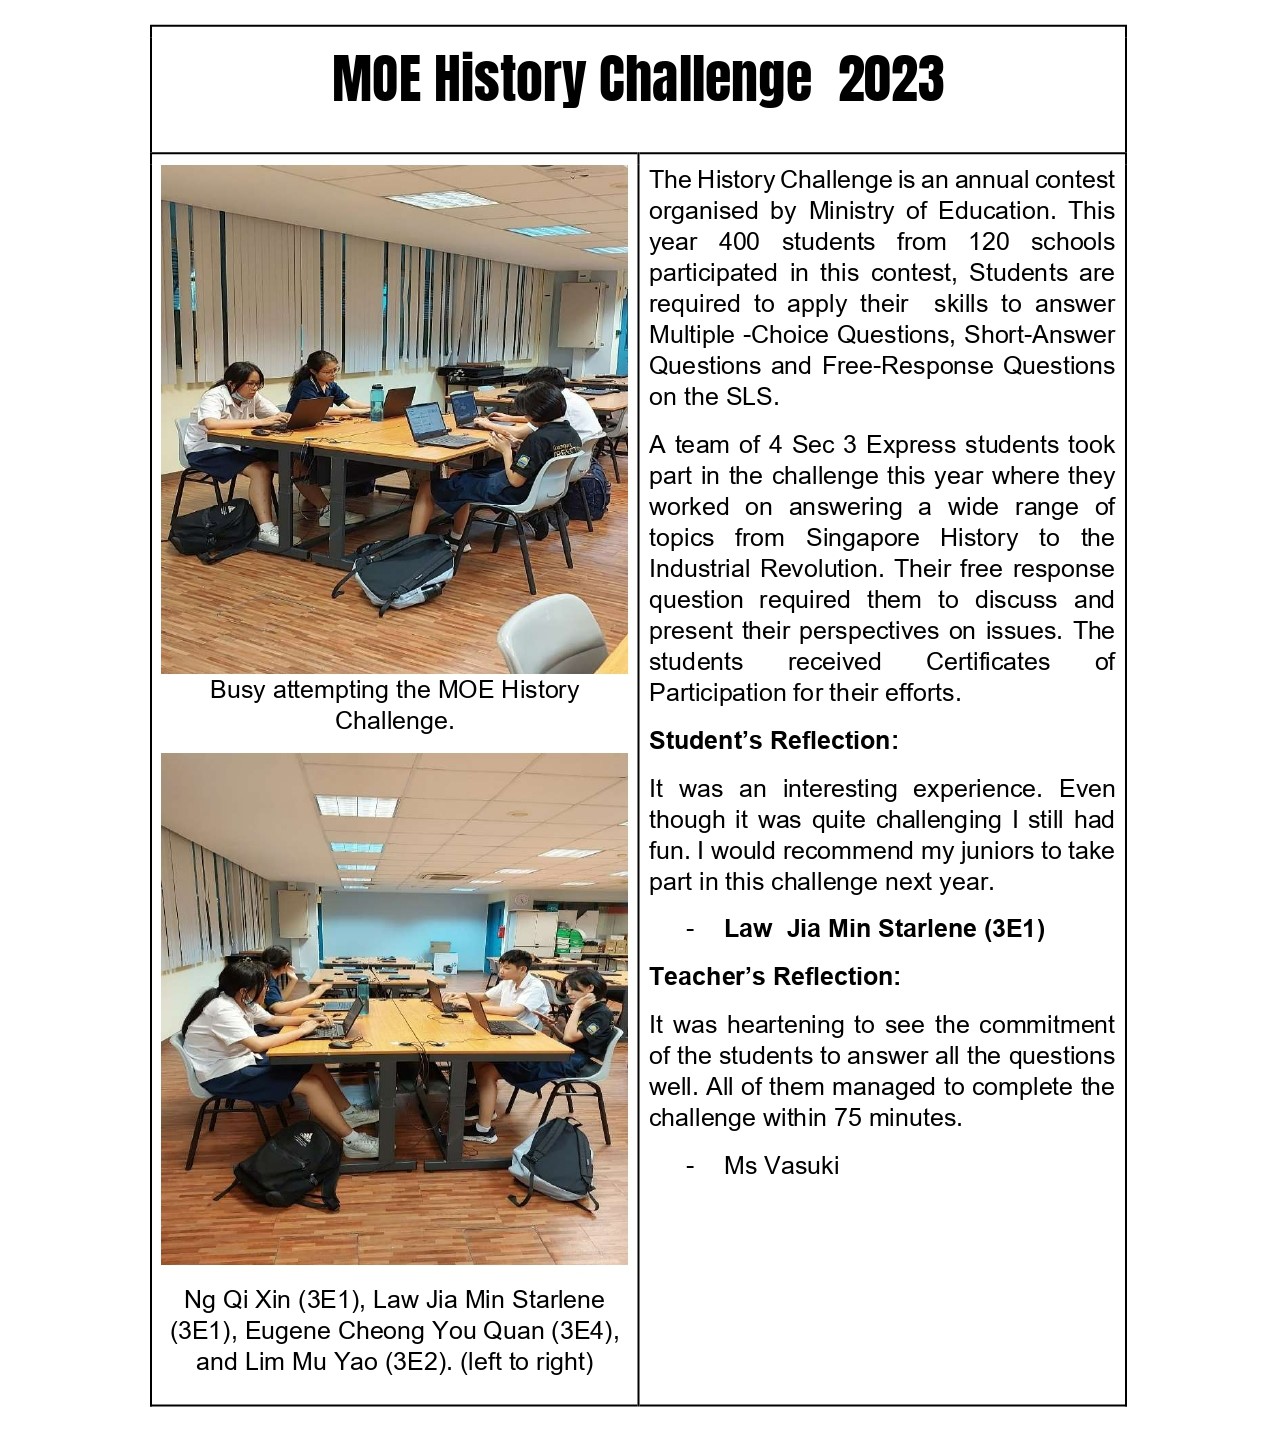 MOE History Challenge  2023
Busy attempting the MOE History
Challenge.
Ng Qi Xin (3E1), Law Jia Min Starlene
(3E1), Eugene Cheong You Quan (3E4),
and Lim Mu Yao (3E2). (left to right)
The History Challenge is an annual contest
organised by Ministry of Education. This
year 400 students from 120 schools
participated in this contest, Students are
required to apply their  skills to answer
Multiple -Choice Questions, Short-Answer
Questions and Free-Response Questions
on the SLS.
A team of 4 Sec 3 Express students took
part in the challenge this year where they
worked on answering a wide range of
topics from Singapore History to the
Industrial Revolution. Their free response
question required them to discuss and
present their perspectives on issues. The
students received Certificates of
Participation for their efforts.
Student’s Reflection:
It was an interesting experience. Even
though it was quite challenging I still had
fun. I would recommend my juniors to take
part in this challenge next year.
- Law  Jia Min Starlene (3E1)
Teacher’s Reflection:
It was heartening to see the commitment
of the students to answer all the questions
well. All of them managed to complete the
challenge within 75 minutes.
- Ms Vasuki